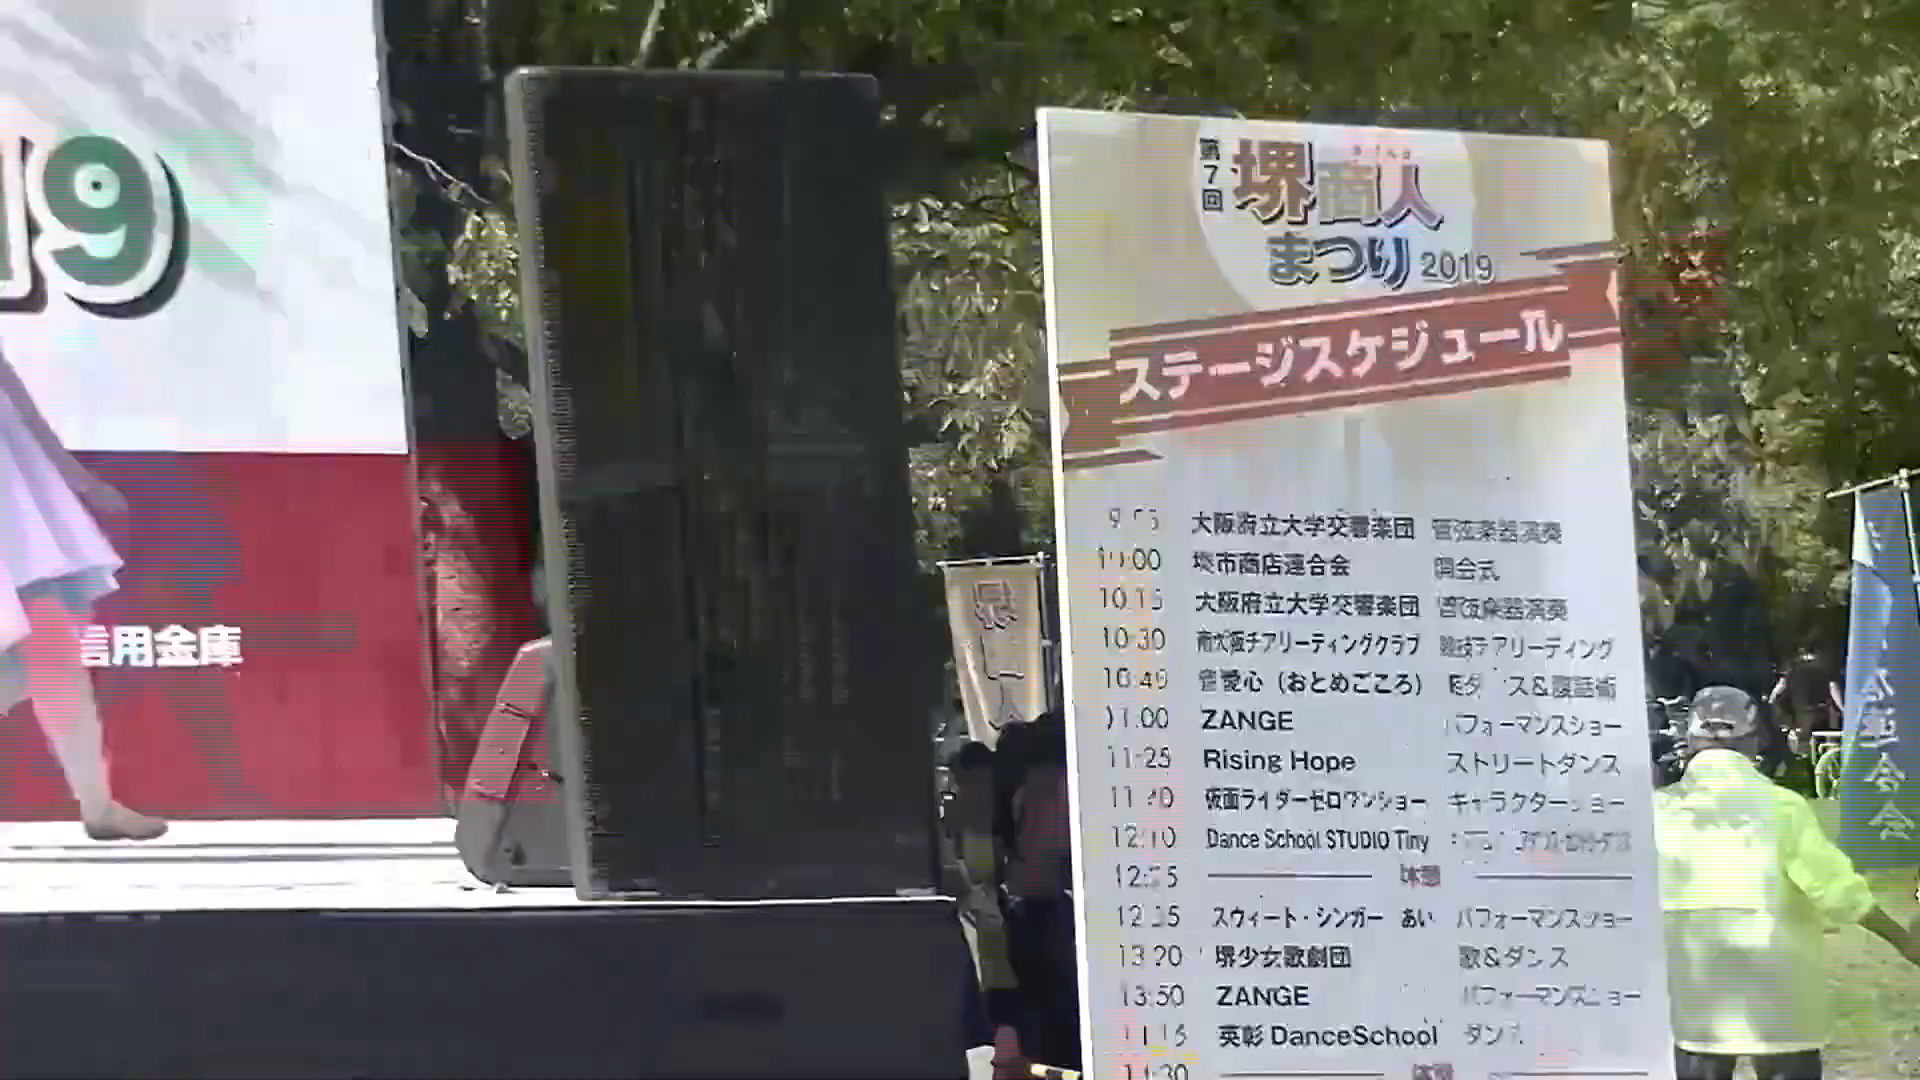 19
信用金庫
第7回
堺商人
まつり 2019
ステージスケジュール
大阪府立大学交響楽団 管弦楽器演奏
10:00 堺市商店連合会 開会式
10:15 大阪府立大学交響楽団 管弦楽器演奏
10:30 南大阪チアリーディングクラブ 競技チアリーディング
10:45 愛心（おとめごころ） ス&腹話術
11:00 ZANGE パフォーマンスショー
11:25 Rising Hope ストリートダンス
仮面ライダーゼロワンショー キャラクターショー
12:10 Dance School STUDIO Tiny
休憩
スウィート・シンガー あい パフォーマンスショー
13:20 堺少女歌劇団 歌&ダンス
13:50 ZANGE パフォーマンスショー
英彰 DanceSchool ダンス
休憩